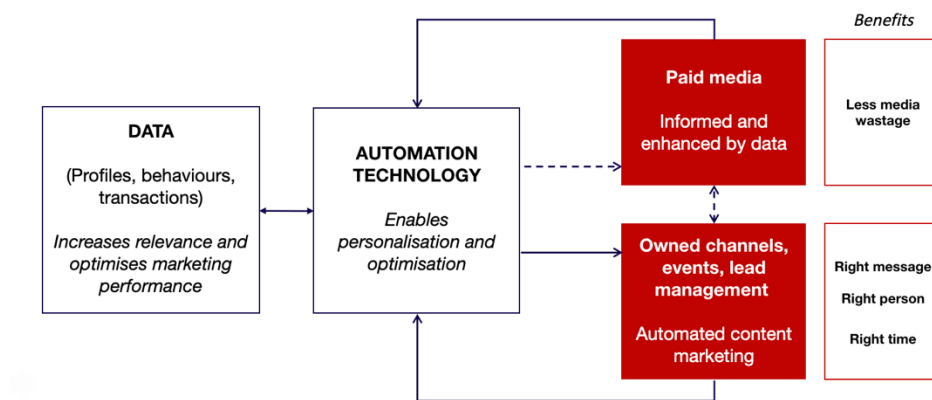 Benefits
DATA
(Profiles, behaviours,
transactions)
Increases relevance and
optimises marketing
performance
AUTOMATION
TECHNOLOGY
Enables
personalisation and
optimisation
Paid media
Informed and
enhanced by data
Less media
wastage
Owned channels,
events, lead
management
Automated content
marketing
Right message
Right person
Right time